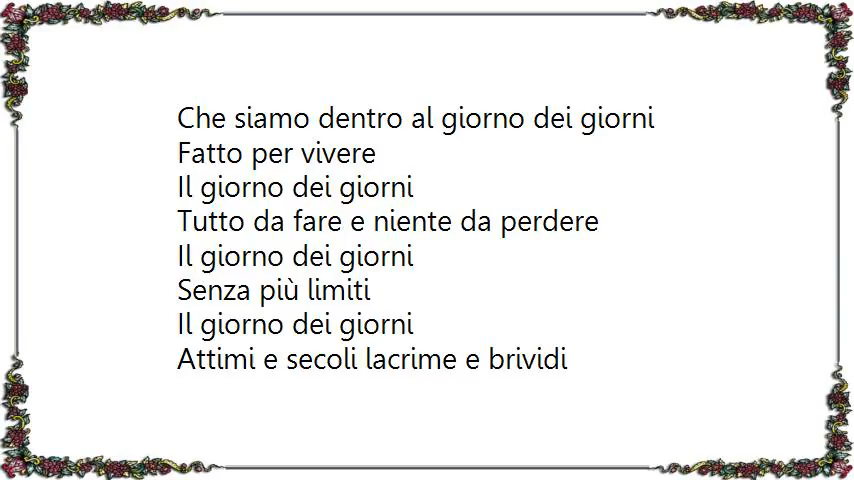 Che siamo dentro al giorno dei giorni
Fatto per vivere
Il giorno dei giorni
Tutto da fare e niente da perdere
Il giorno dei giorni
Senza più limiti
Il giorno dei giorni
Attimi e secoli lacrime e brividi